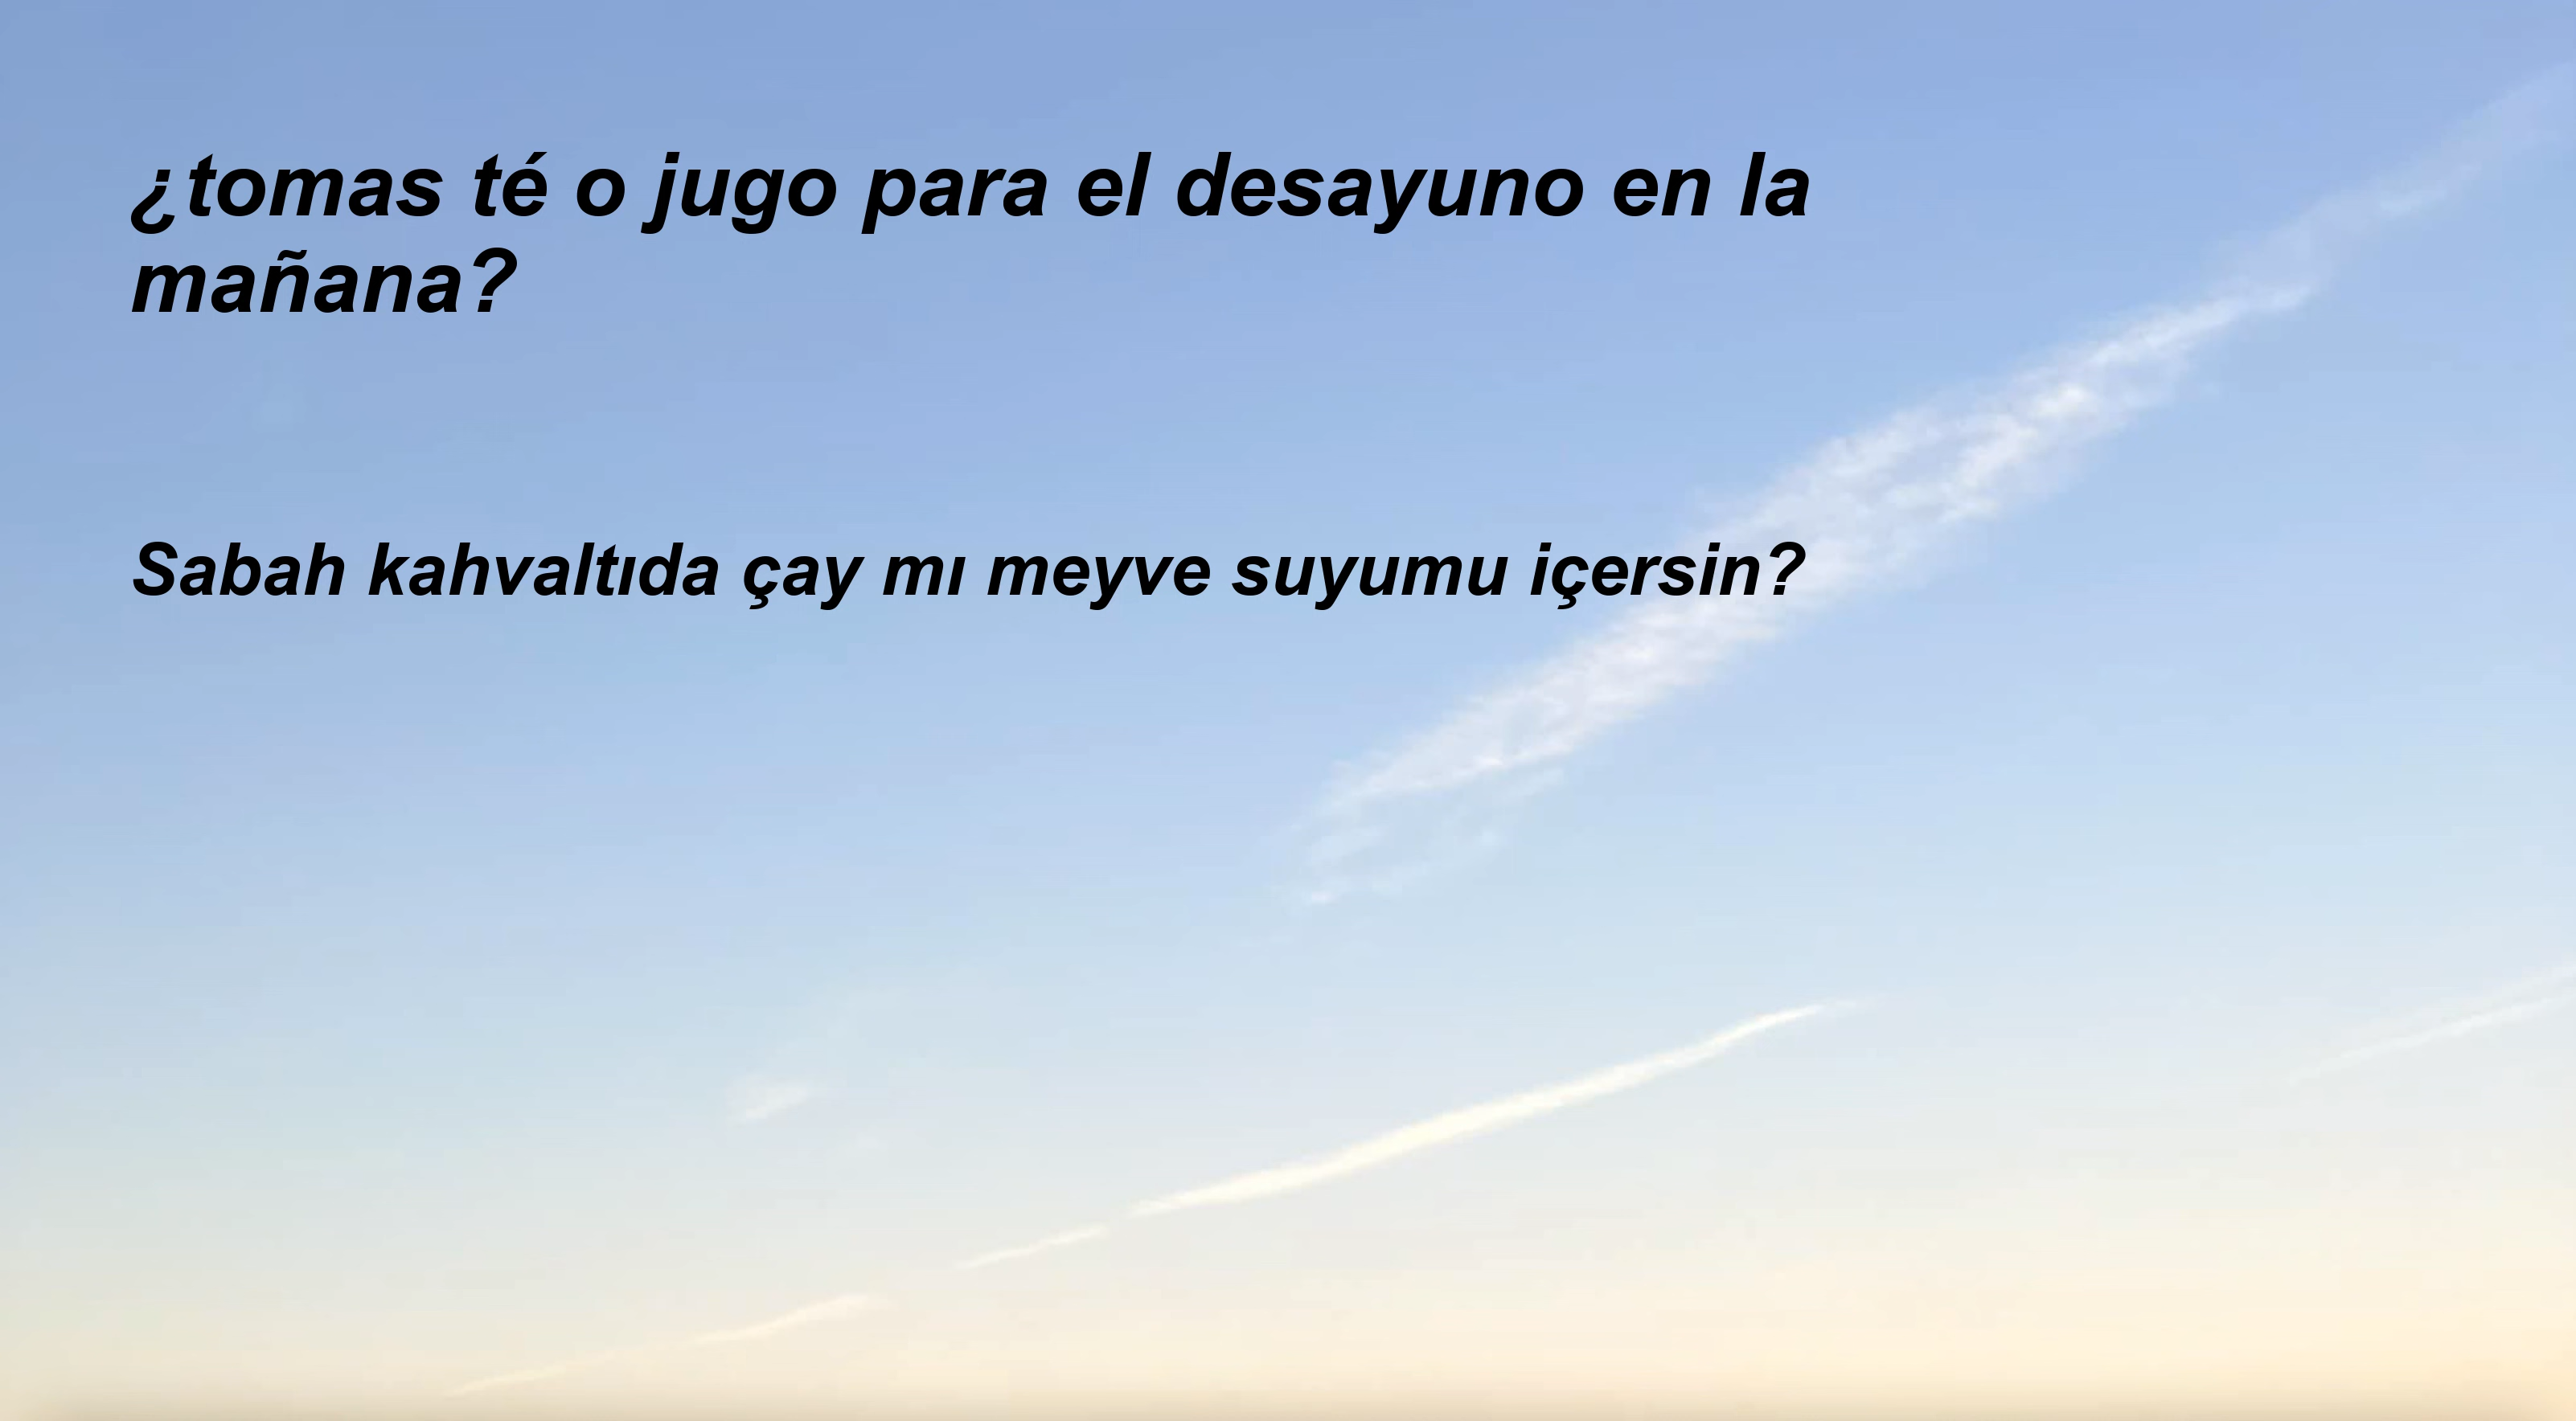 ¿tomas té o jugo para el desayuno en la
mañana?
Sabah kahvaltıda çay mı meyve suyumu içersin?